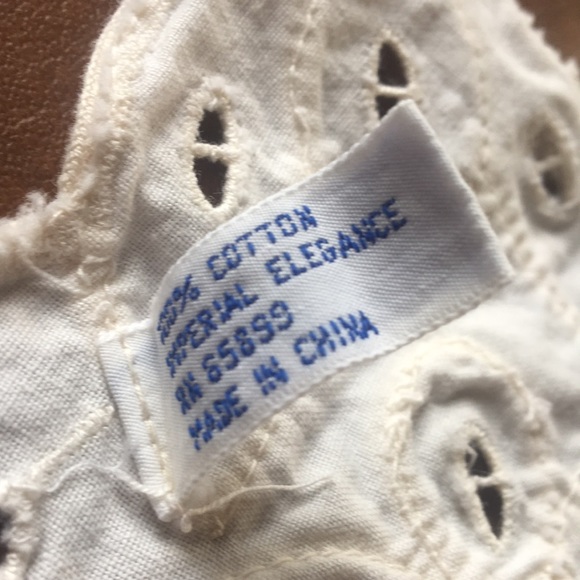 100% COTTON
IMPERIAL ELEGANCE
RN 65899
MADE IN CHINA